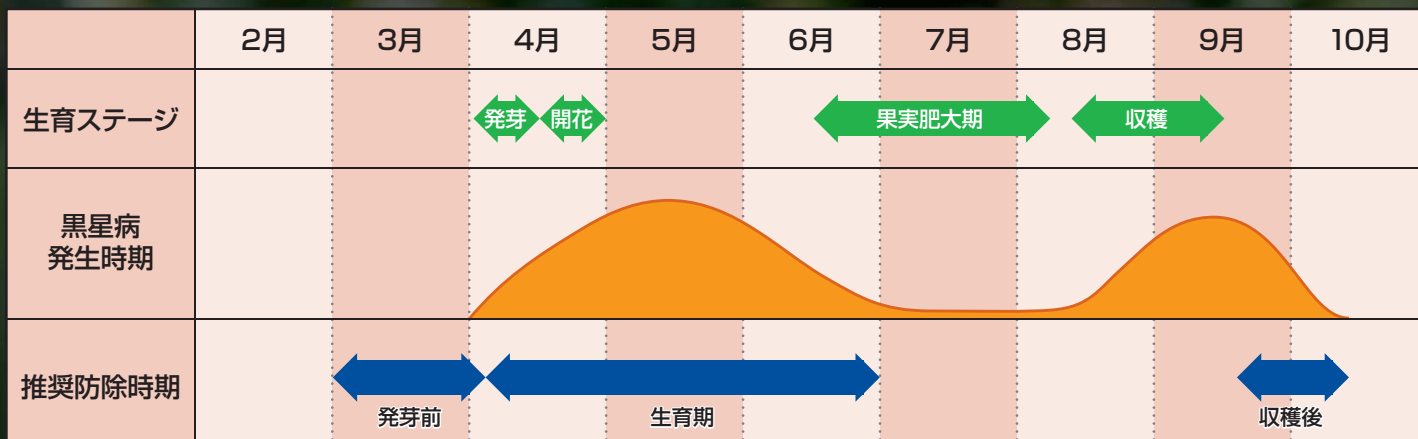 2月 3月 4月 5月 6月 7月 8月 9月 10月
生育ステージ 発芽 開花 果実肥大期 収穫
黒星病
発生時期
推奨防除時期
発芽前 生育期 収穫後